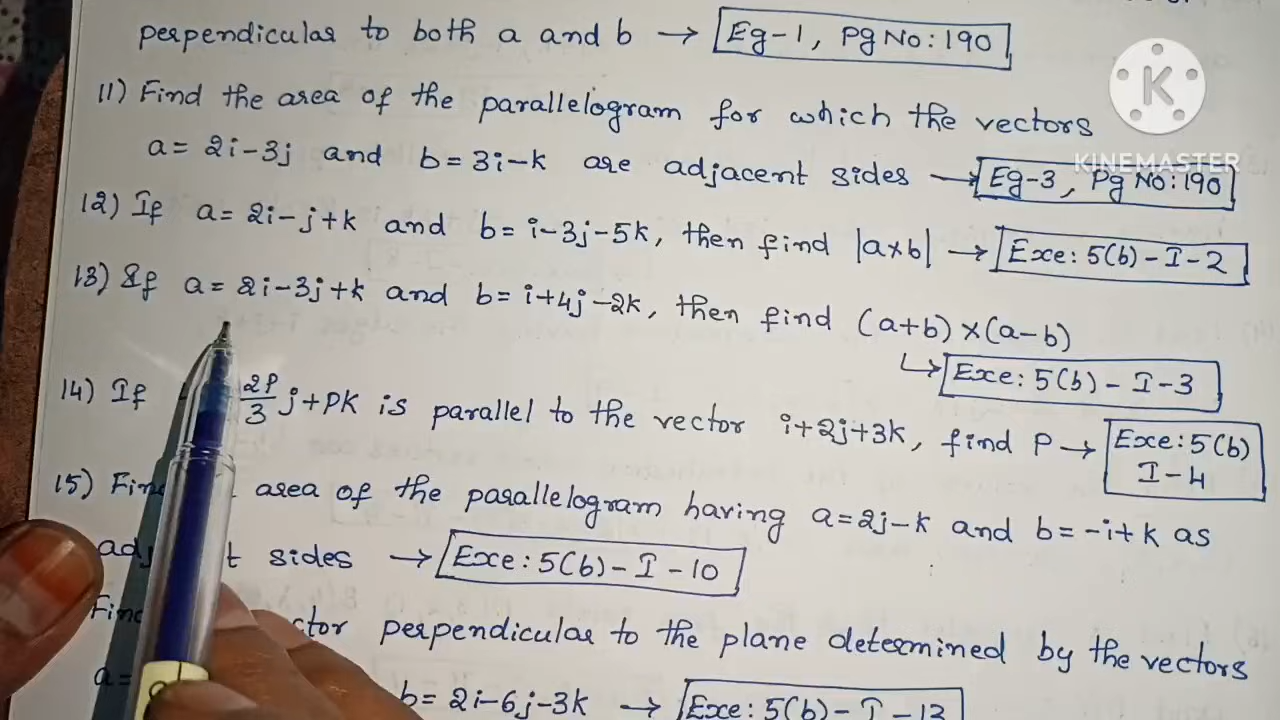 perpendicular to both a and b → Eg-1, Pg No: 190
K
KINEMASTER
11) Find the area of the parallelogram for which the vectors
a = 2i-3j and b = 3i-k are adjacent sides → Eg-3, Pg No: 190
12) If a = 2i-j+k and b = i-3j-5k, then find |a×b| → Exe: 5(b)-I-2
13) If a = 2i-3j+k and b = i+4j-2k, then find (a+b)×(a-b)
↳ Exe: 5(b)-I-3
14) If 2P/3 j+PK is parallel to the vector i+2j+3k, find P → Exe: 5(b)
I-4
15) Find area of the parallelogram having a=2j-k and b=-i+k as
sides → Exe: 5(b)-I-10
perpendicular to the plane determined by the vectors
a= b= 2i-6j-3k → Exe: 5(b)-I-13